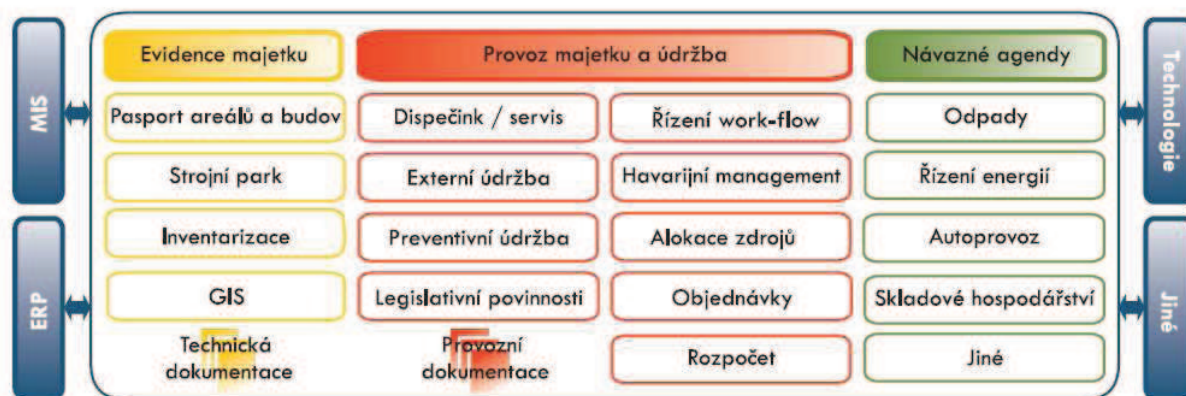 MIS
ERP
Evidence majetku
Pasport areálů a budov
Strojní park
Inventarizace
GIS
Technická
dokumentace
Provoz majetku a údržba
Dispečink / servis
Externí údržba
Preventivní údržba
Legislativní povinnosti
Provozní
dokumentace
Řízení work-flow
Havarijní management
Alokace zdrojů
Objednávky
Rozpočet
Návazné agendy
Odpady
Řízení energií
Autoprovoz
Skladové hospodářství
Jiné
Technologie
Jiné